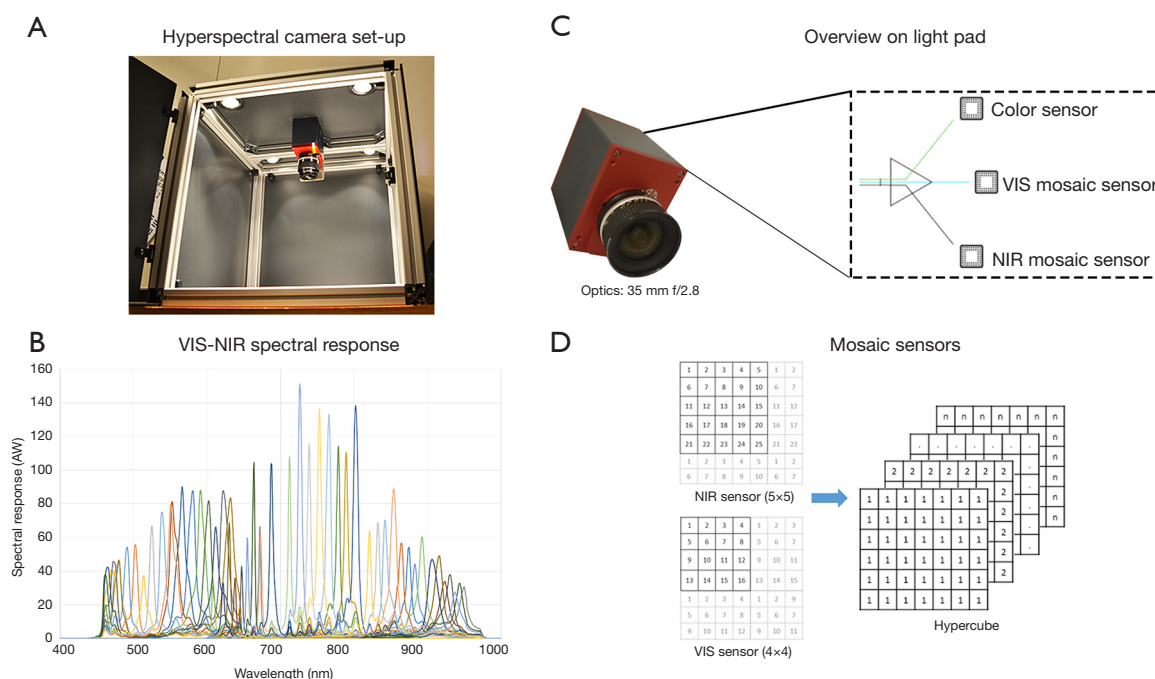 A
Hyperspectral camera set-up
C
Overview on light pad
Color sensor
VIS mosaic sensor
NIR mosaic sensor
Optics: 35 mm f/2.8
B
VIS-NIR spectral response
160
140
120
100
80
60
40
20
0
Spectral response (AW)
400 500 600 700 800 900 1000
Wavelength (nm)
D
Mosaic sensors
1 2 3 4 5 1 2
6 7 8 9 10 6 7
11 12 13 14 15 11 12
16 17 18 19 20 16 17
21 22 23 24 25 21 22
1 2 3 4 5 1 2
6 7 8 9 10 6 7
NIR sensor (5×5)
1 2 3 4 1 2 3
5 6 7 8 5 6 7
9 10 11 12 9 10 11
13 14 15 16 13 14 15
1 2 3 4 1 2 3
5 6 7 8 5 6 7
9 10 11 12 9 10 11
VIS sensor (4×4)
n n n n n n n
n
n
n
n
n
. . . . . . .
.
.
.
.
.
2 2 2 2 2 2 2
2
2
2
2
2
1 1 1 1 1 1 1
1 1 1 1 1 1 1
1 1 1 1 1 1 1
1 1 1 1 1 1 1
1 1 1 1 1 1 1
1 1 1 1 1 1 1
Hypercube